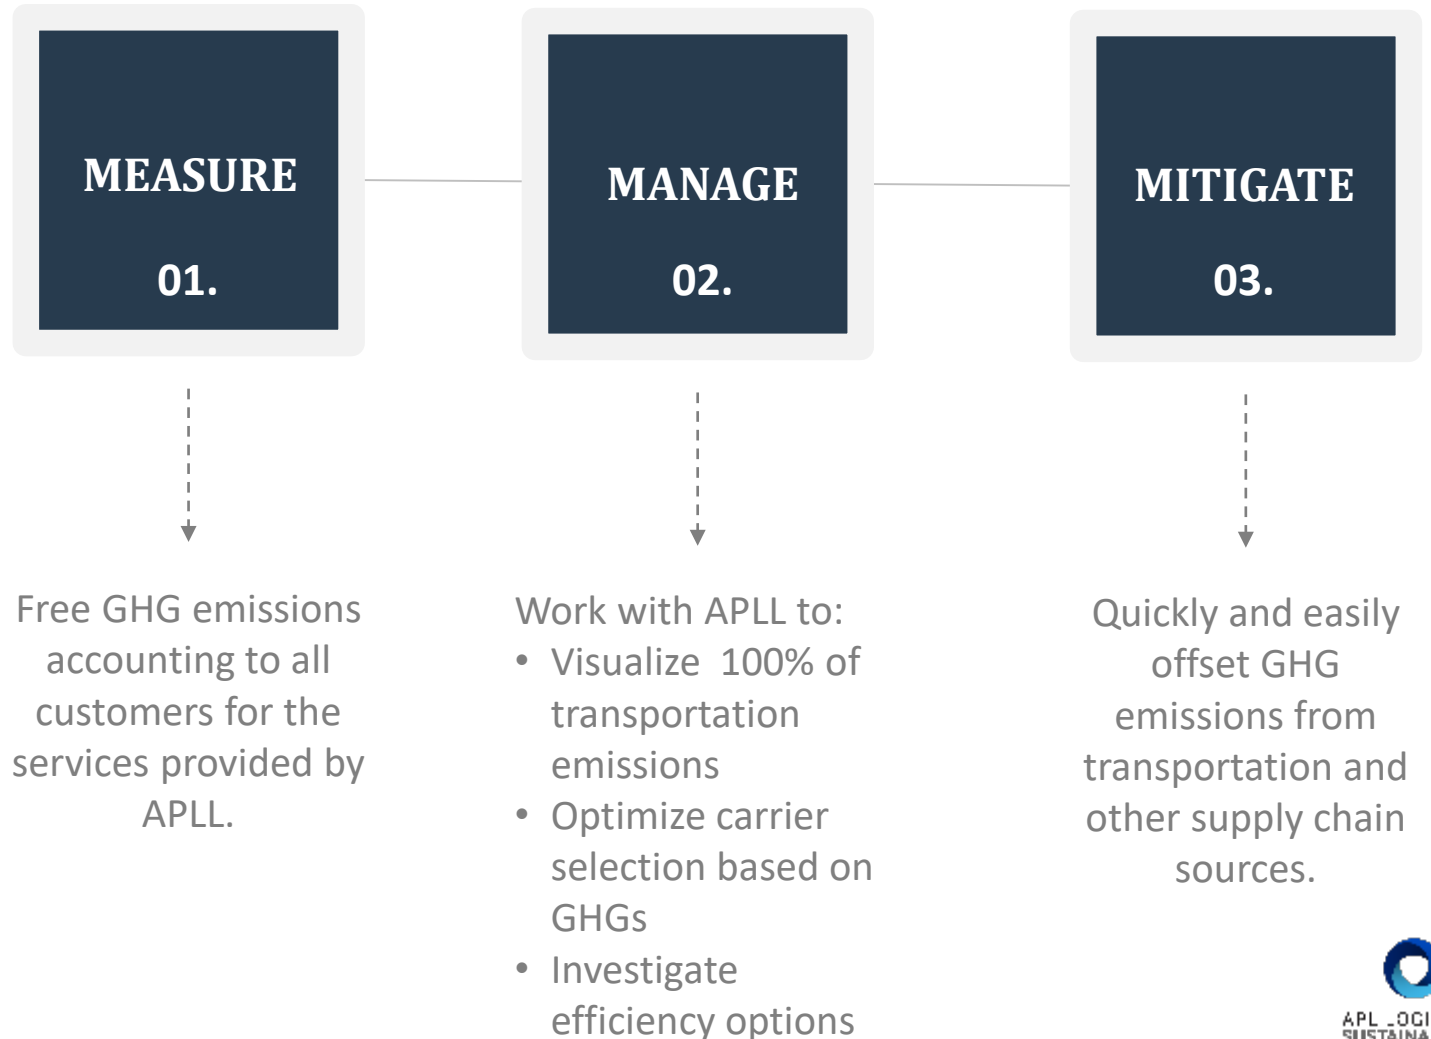 MEASURE
01.
Free GHG emissions
accounting to all
customers for the
services provided by
APLL.
MANAGE
02.
Work with APLL to:
• Visualize  100% of
transportation
emissions
• Optimize carrier
selection based on
GHGs
• Investigate
efficiency options
MITIGATE
03.
Quickly and easily
offset GHG
emissions from
transportation and
other supply chain
sources.
APL